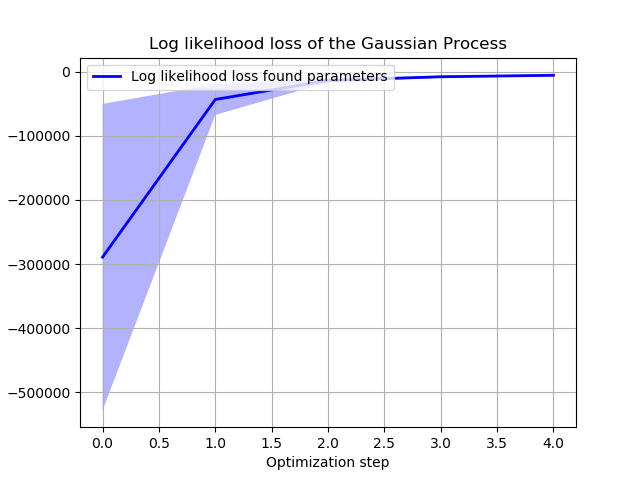 Log likelihood loss of the Gaussian Process
Log likelihood loss found parameters
0
−100000
−200000
−300000
−400000
−500000
0.0 0.5 1.0 1.5 2.0 2.5 3.0 3.5 4.0
Optimization step